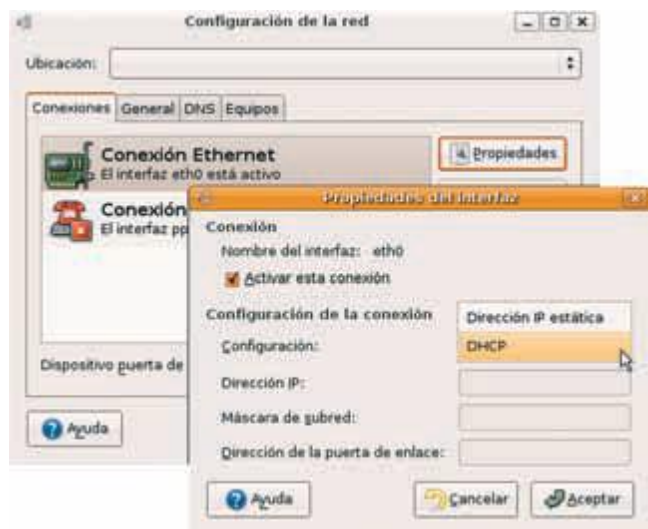 Configuración de la red
Ubicación:
Conexiones General DNS Equipos
Conexión Ethernet
El interfaz eth0 está activo
Propiedades
Conexión
El interfaz pp
Dispositivo puerta de
Ayuda
Propiedades del interfaz
Conexión
Nombre del interfaz: eth0
Activar esta conexión
Configuración de la conexión
Dirección IP estática
Configuración:
DHCP
Dirección IP:
Máscara de subred:
Dirección de la puerta de enlace:
Ayuda
Cancelar
Aceptar